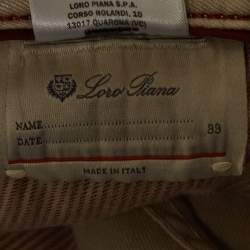 LORO PIANA S.P.A.
CORSO ROLANDI, 10
13017 QUARONA (VC)
Loro Piana
NAME
33
DATE
MADE IN ITALY